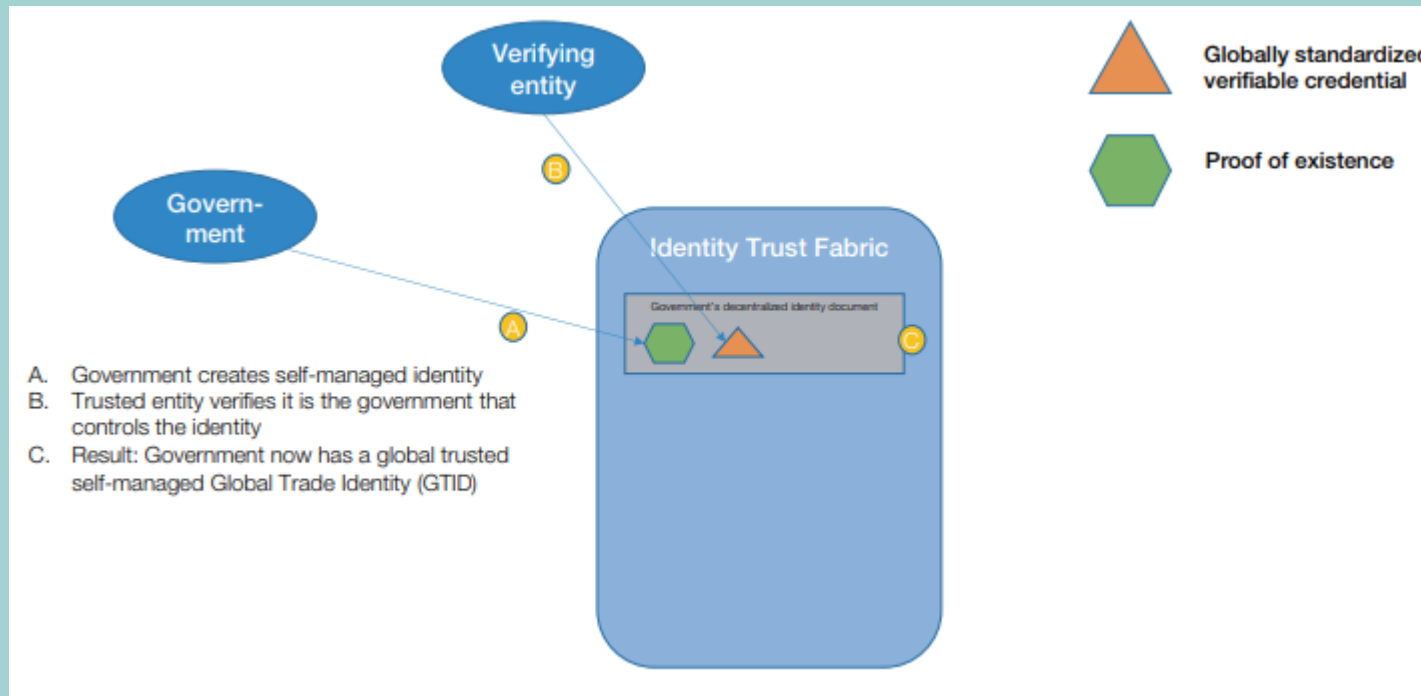 Verifying
entity
Globally standardized
verifiable credential
B
Proof of existence
Govern-
ment
Identity Trust Fabric
Government's decentralized identity document
A
C
A. Government creates self-managed identity
B. Trusted entity verifies it is the government that
controls the identity
C. Result: Government now has a global trusted
self-managed Global Trade Identity (GTID)